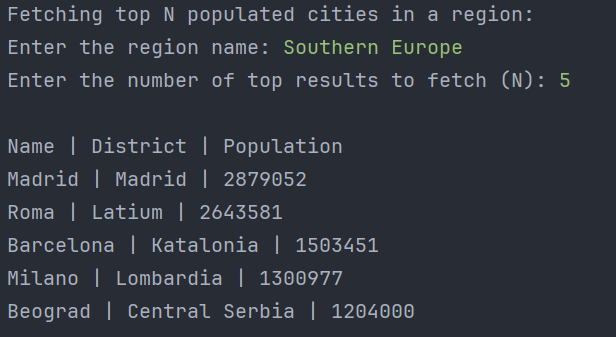 Fetching top N populated cities in a region:
Enter the region name: Southern Europe
Enter the number of top results to fetch (N): 5
Name | District | Population
Madrid | Madrid | 2879052
Roma | Latium | 2643581
Barcelona | Katalonia | 1503451
Milano | Lombardia | 1300977
Beograd | Central Serbia | 1204000